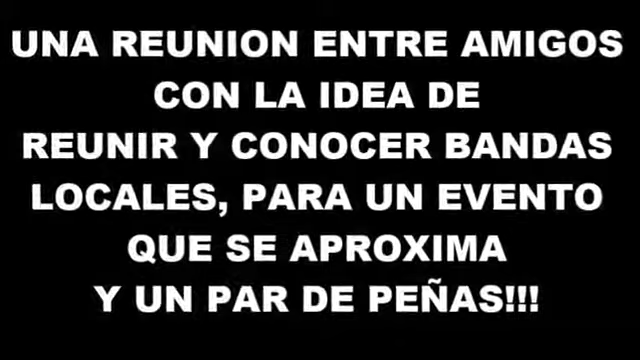 UNA REUNION ENTRE AMIGOS
CON LA IDEA DE
REUNIR Y CONOCER BANDAS
LOCALES, PARA UN EVENTO
QUE SE APROXIMA
Y UN PAR DE PEÑAS!!!